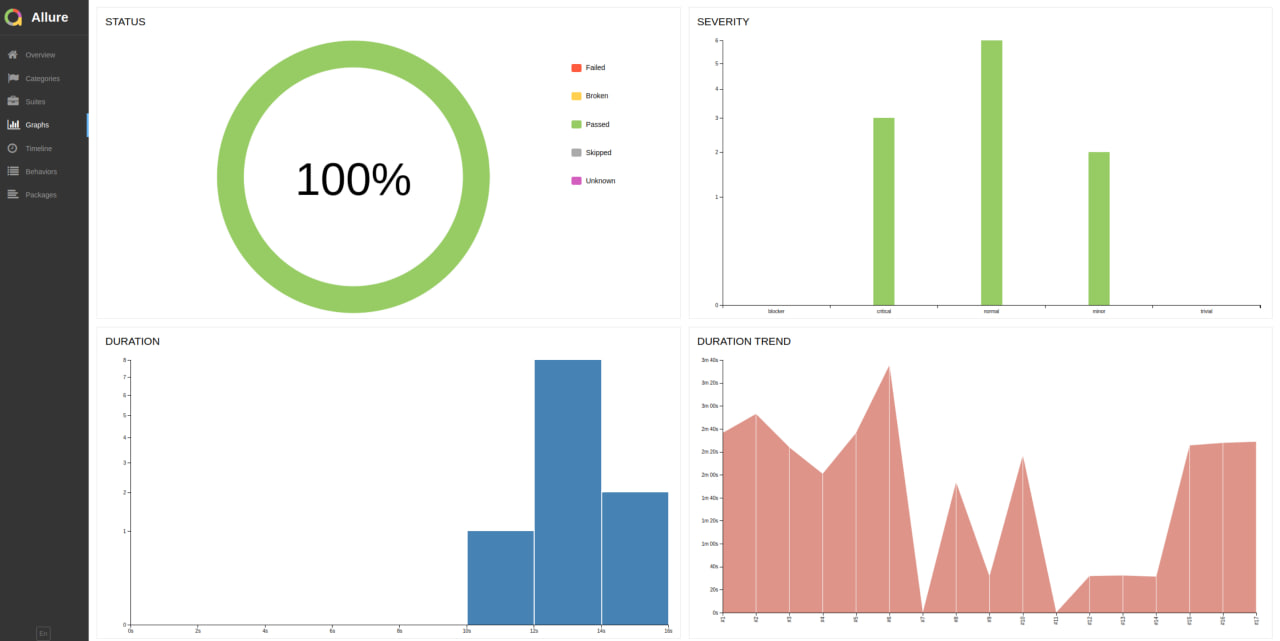 Allure
Overview
Categories
Suites
Graphs
Timeline
Behaviors
Packages
En
STATUS
100%
Failed
Broken
Passed
Skipped
Unknown
SEVERITY
6
5
4
3
2
1
0
blocker critical normal minor trivial
DURATION
8
7
6
5
4
3
2
1
0
0s 2s 4s 6s 8s 10s 12s 14s 16s
DURATION TREND
3m 40s
3m 20s
3m 00s
2m 40s
2m 20s
2m 00s
1m 40s
1m 20s
1m 00s
40s
20s
0s
#1 #2 #3 #4 #5 #6 #7 #8 #9 #10 #11 #12 #13 #14 #15 #16 #17